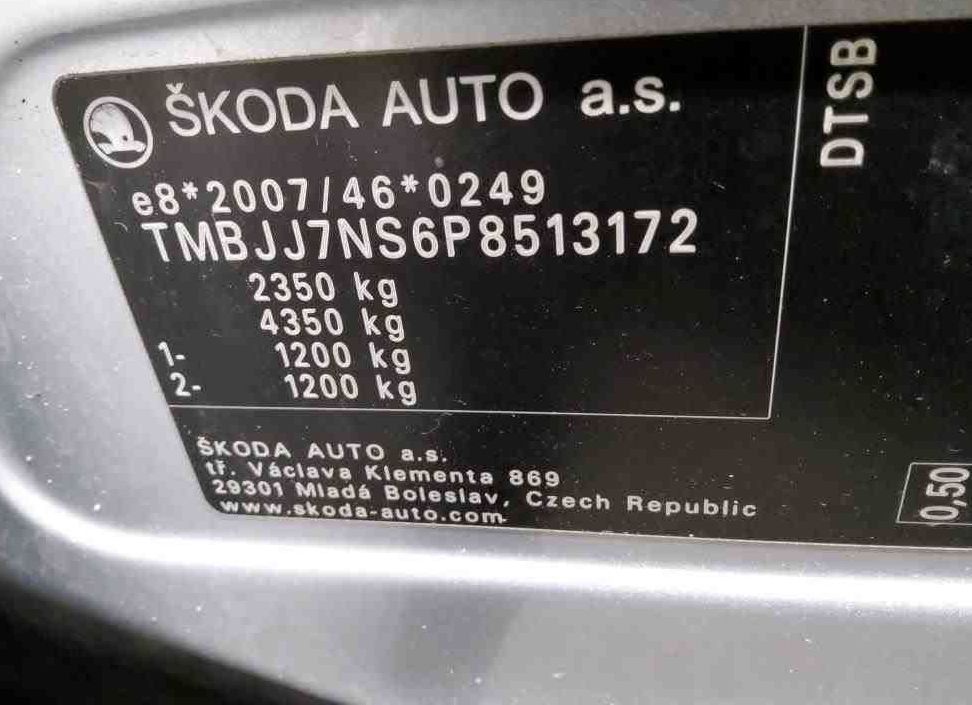 ŠKODA AUTO a.s.
e8*2007/46*0249
TMBJJ7NS6P8513172
2350 kg
4350 kg
1- 1200 kg
2- 1200 kg
ŠKODA AUTO a.s.
tř. Václava Klementa 869
29301 Mladá Boleslav, Czech Republic
www.skoda-auto.com
DTSB
0,50